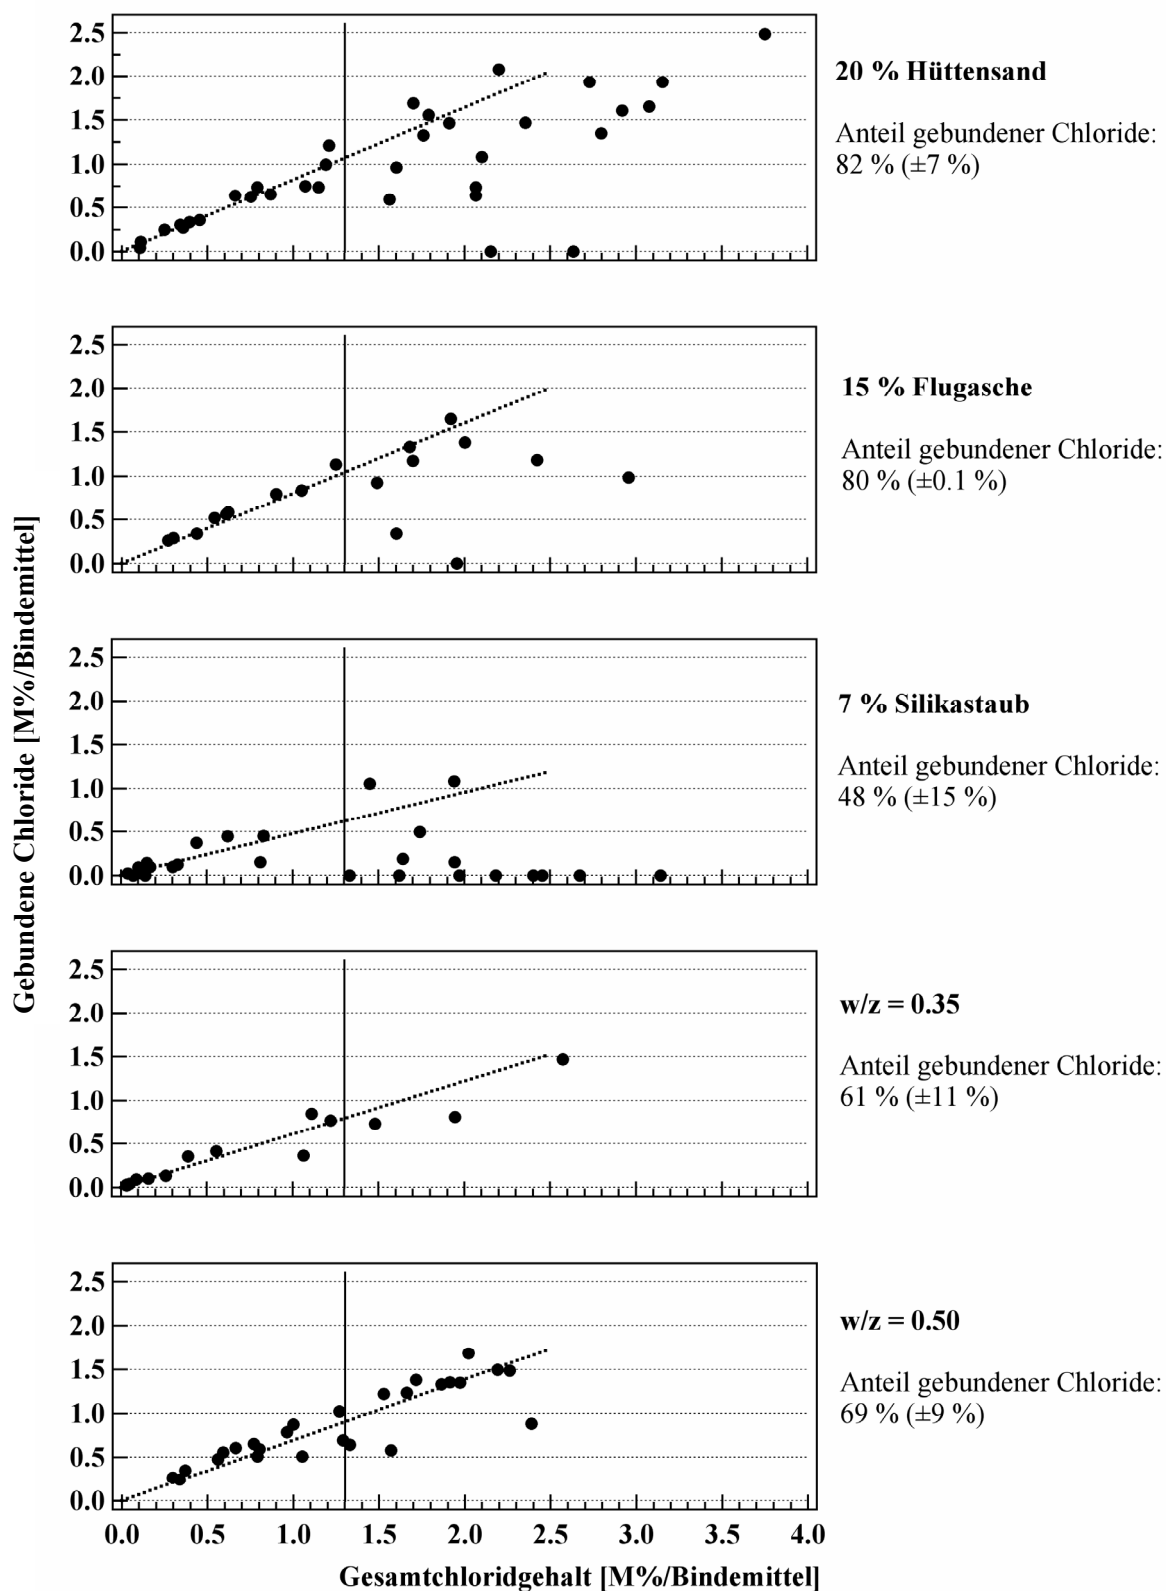 Gebundene Chloride [M%/Bindemittel]
2.5
2.0
1.5
1.0
0.5
0.0
20 % Hüttensand
Anteil gebundener Chloride:
82 % (±7 %)
2.5
2.0
1.5
1.0
0.5
0.0
15 % Flugasche
Anteil gebundener Chloride:
80 % (±0.1 %)
2.5
2.0
1.5
1.0
0.5
0.0
7 % Silikastaub
Anteil gebundener Chloride:
48 % (±15 %)
2.5
2.0
1.5
1.0
0.5
0.0
w/z = 0.35
Anteil gebundener Chloride:
61 % (±11 %)
2.5
2.0
1.5
1.0
0.5
0.0
w/z = 0.50
Anteil gebundener Chloride:
69 % (±9 %)
0.0 0.5 1.0 1.5 2.0 2.5 3.0 3.5 4.0
Gesamtchloridgehalt [M%/Bindemittel]